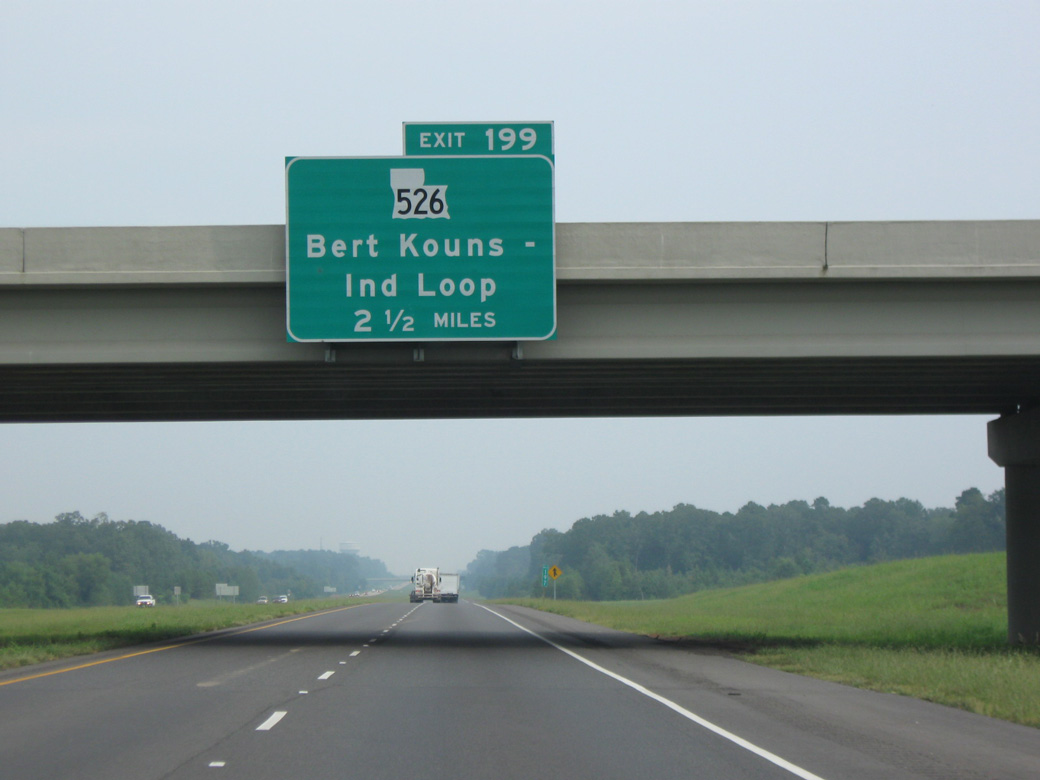 EXIT 199
526
Bert Kouns -
Ind Loop
2 1/2 MILES